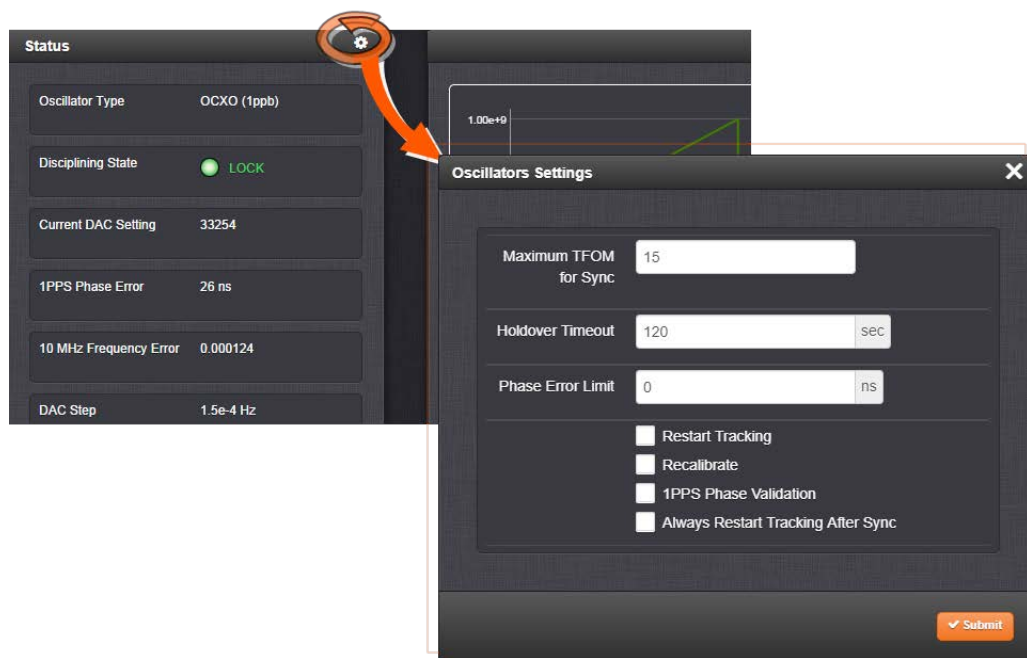 Status
Oscillator Type OCXO (1ppb)
Disciplining State LOCK
Current DAC Setting 33254
1PPS Phase Error 26 ns
10 MHz Frequency Error 0.000124
DAC Step 1.5e-4 Hz
1.00e+9
Oscillators Settings
Maximum TFOM
for Sync
15
Holdover Timeout 120 sec
Phase Error Limit 0 ns
Restart Tracking
Recalibrate
1PPS Phase Validation
Always Restart Tracking After Sync
Submit